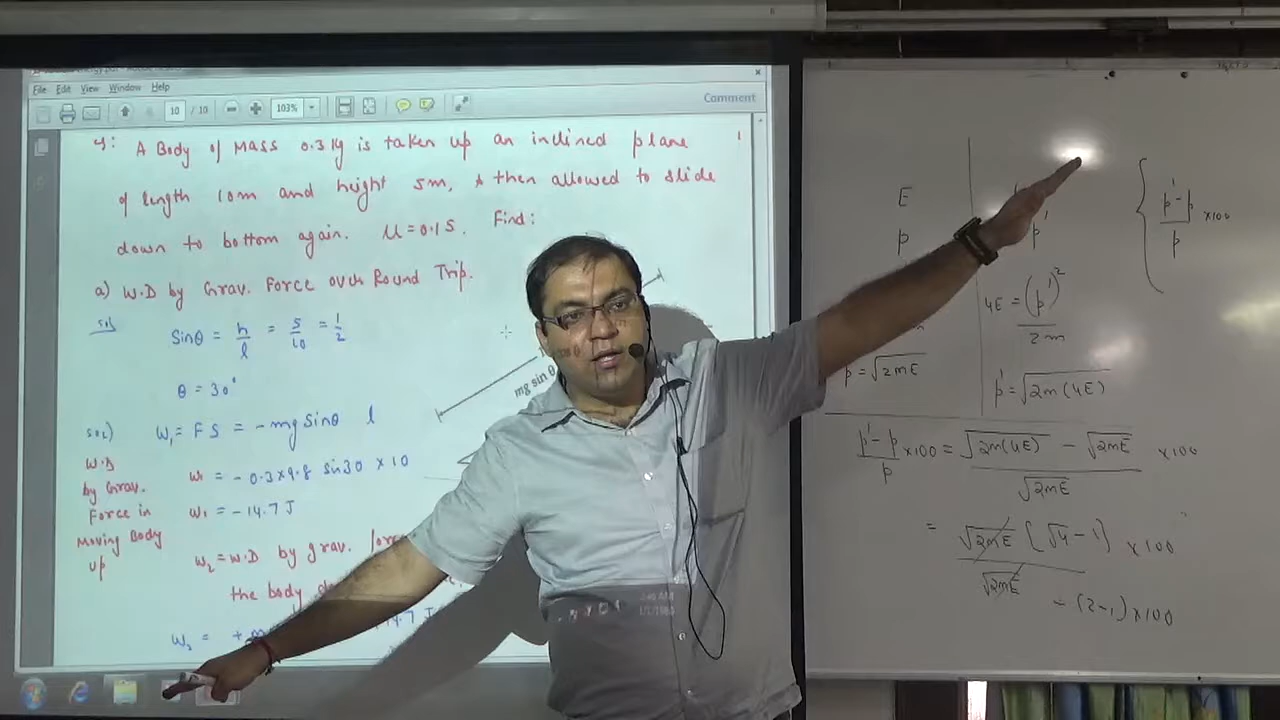 File Edit View Window Help
10 / 10 103% Comment
9: A Body of Mass 0.3 kg is taken up an inclined plane
of length 10m and height 5m, & then allowed to slide
down to bottom again. μ = 0.15. Find:
a) W.D by Grav. Force over Round Trip.
Sol
Sinθ = h/l = 5/10 = 1/2
θ = 30°
mg sin θ
W₁ = F S = - mg Sinθ l
W.D by Grav. Force in Moving Body up
W₁ = - 0.3 x 9.8 sin 30 x 10
W₁ = - 14.7 J
W₂ = W.D by grav.
the body
W₂ = +
E
p
p'
{ (p' - p)/p x100
4E = (p')²/2m
p = √2mE
p' = √2m(4E)
(p' - p)/p x100 = (√2m(4E) - √2mE)/√2mE x100
= √2mE/√2mE [√4 - 1] x100
= (2-1) x100